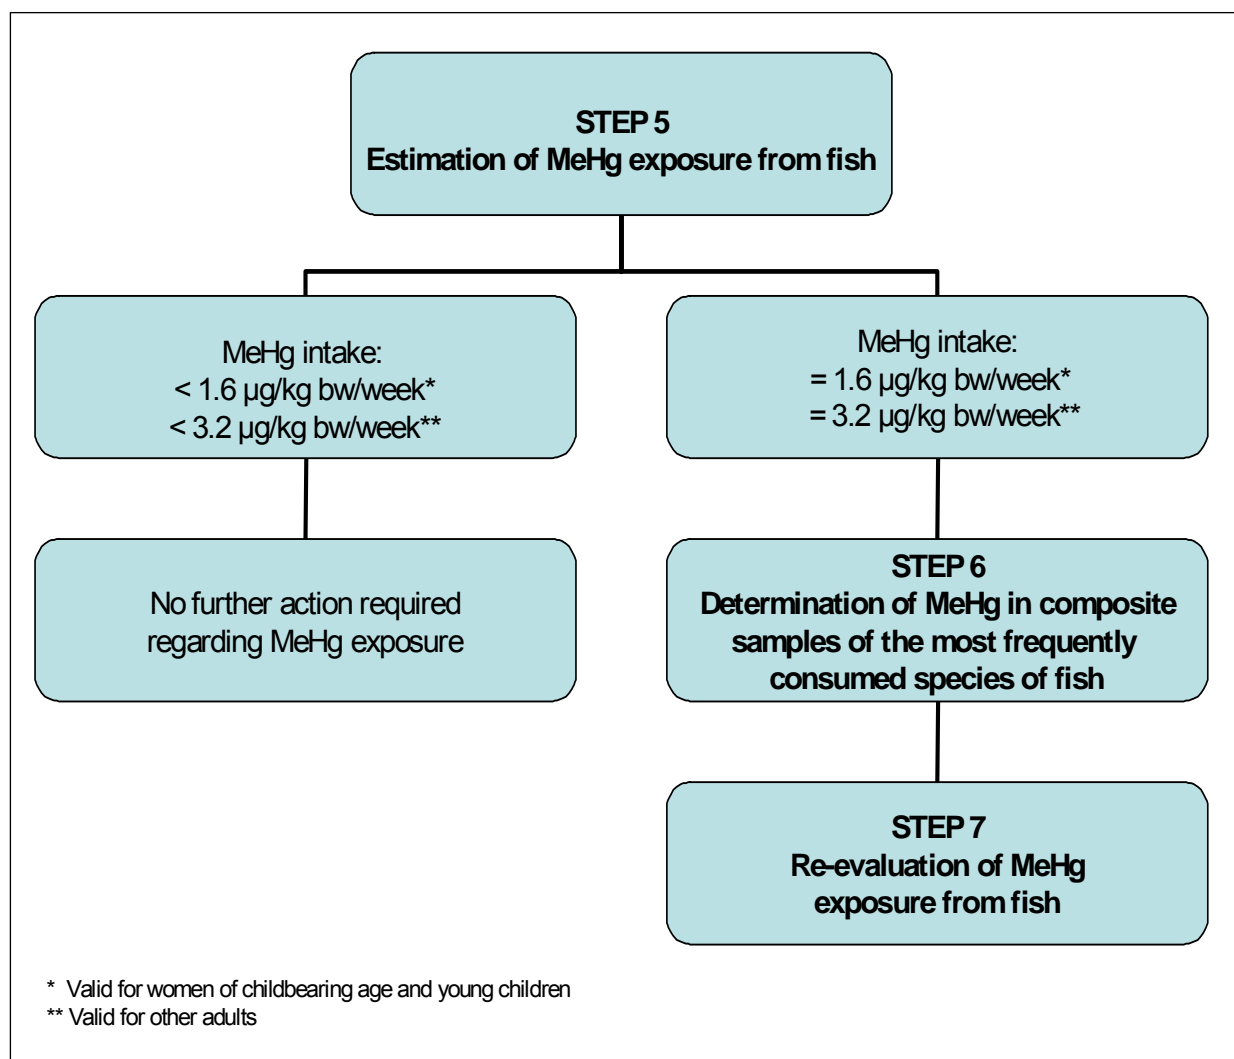 STEP 5
Estimation of MeHg exposure from fish
MeHg intake:
< 1.6 µg/kg bw/week*
< 3.2 µg/kg bw/week**
MeHg intake:
= 1.6 µg/kg bw/week*
= 3.2 µg/kg bw/week**
No further action required
regarding MeHg exposure
STEP 6
Determination of MeHg in composite
samples of the most frequently
consumed species of fish
STEP 7
Re-evaluation of MeHg
exposure from fish
* Valid for women of childbearing age and young children
** Valid for other adults